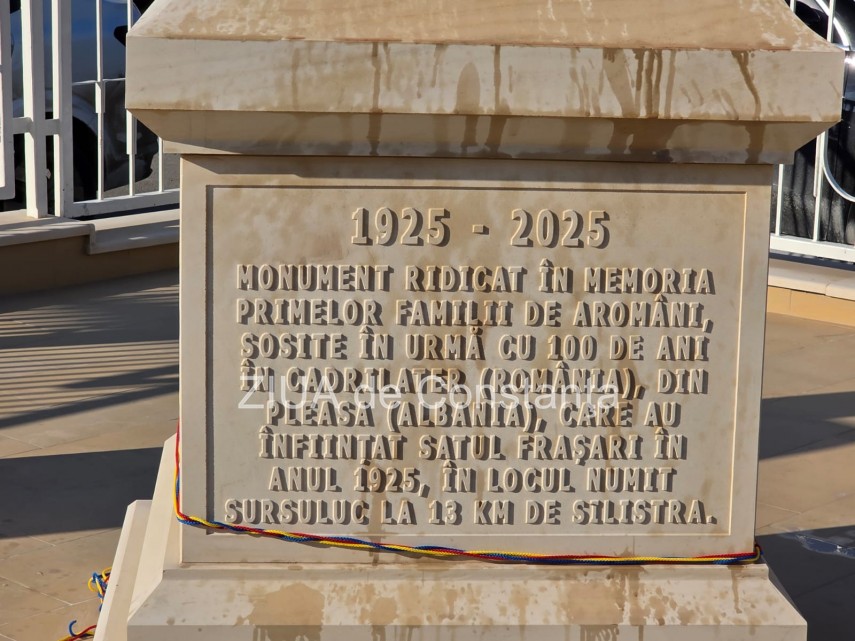 1925 - 2025
MONUMENT RIDICAT ÎN MEMORIA
PRIMELOR FAMILII DE AROMÂNI,
SOSITE ÎN URMĂ CU 100 DE ANI
ÎN CADRILATER (ROMÂNIA), DIN
ZIUA de Constanta
PLEASA (ALBANIA), CARE AU
ÎNFIINȚAT SATUL FRAȘARI ÎN
ANUL 1925, ÎN LOCUL NUMIT
SURSULUC LA 13 KM DE SILISTRA.